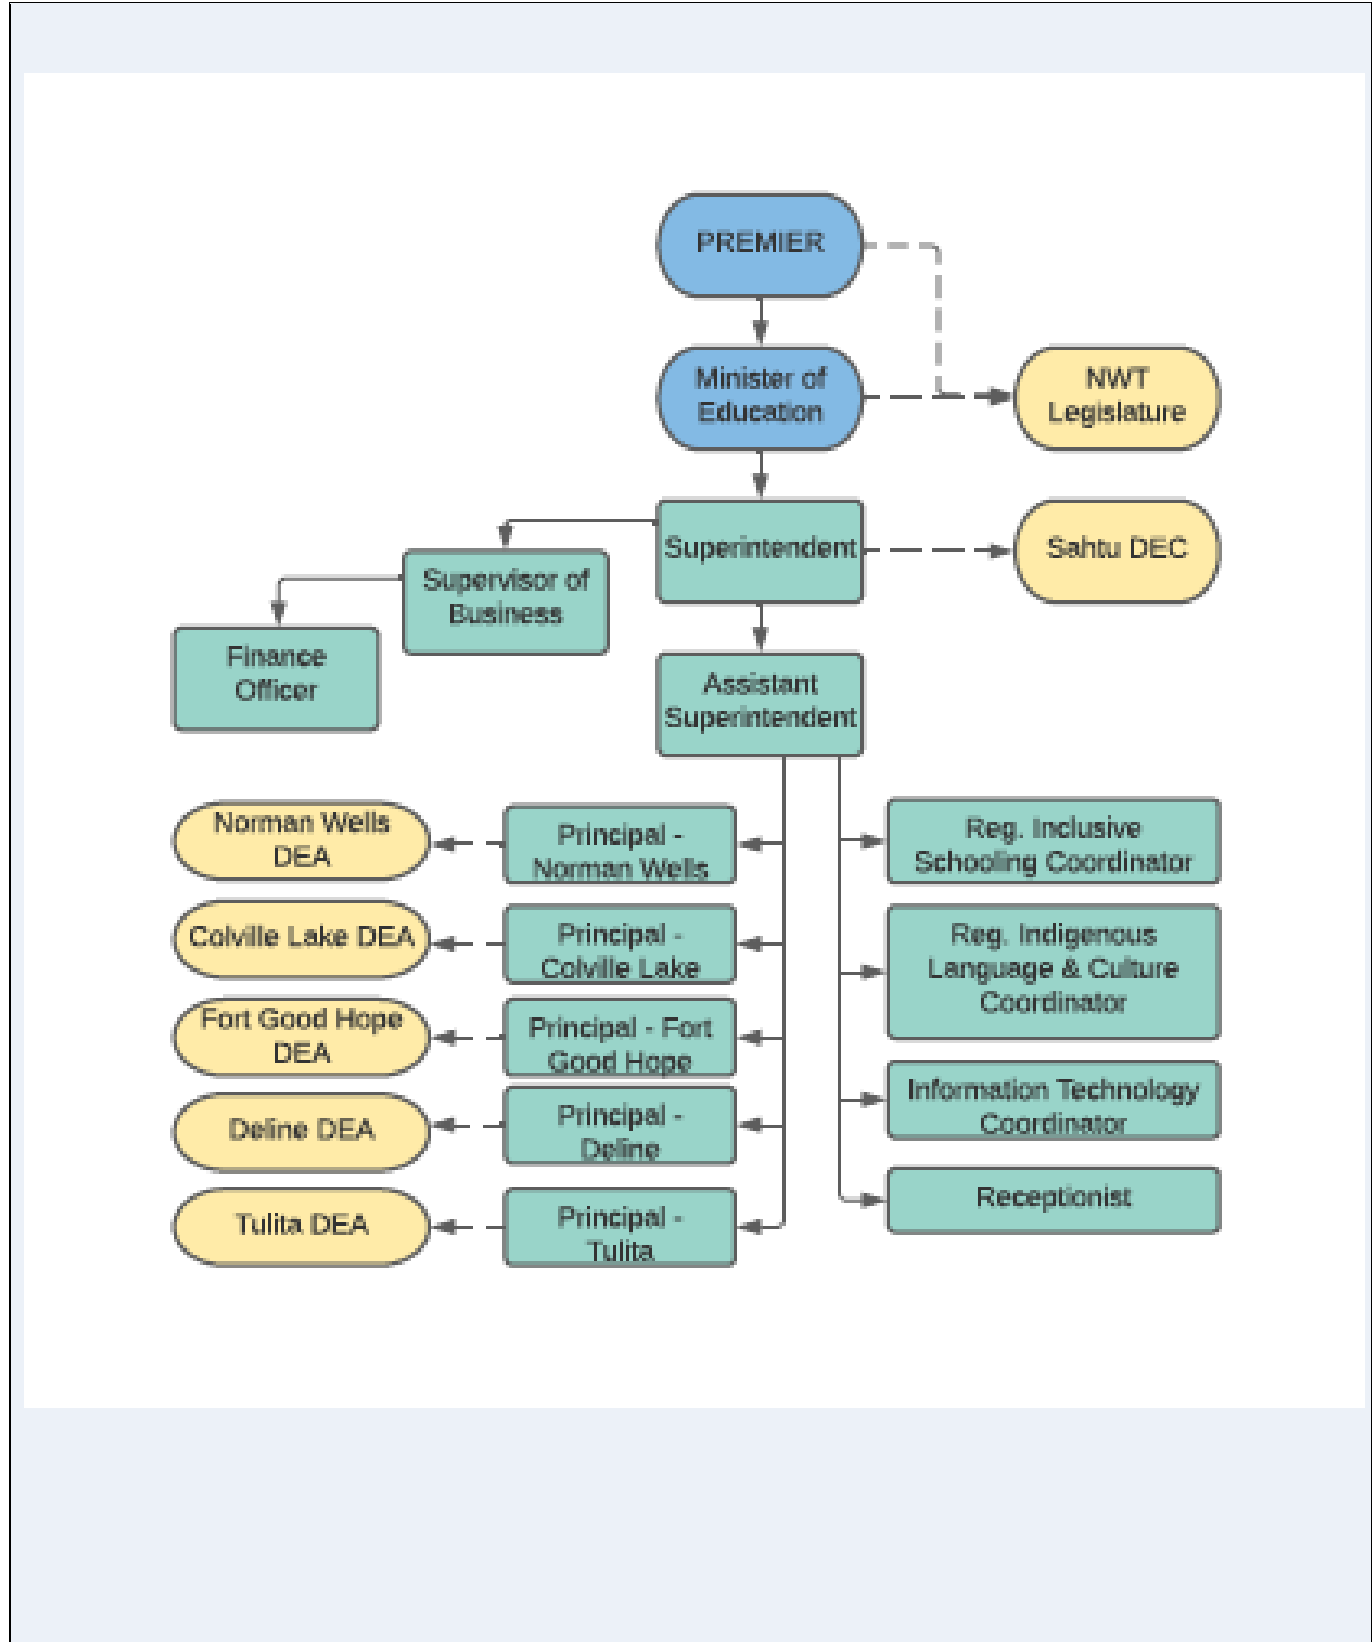 PREMIER
Minister of
Education
NWT
Legislature
Superintendent
Sahtu DEC
Supervisor of
Business
Finance
Officer
Assistant
Superintendent
Norman Wells
DEA
Principal -
Norman Wells
Reg. Inclusive
Schooling Coordinator
Colville Lake DEA
Principal -
Colville Lake
Reg. Indigenous
Language & Culture
Coordinator
Fort Good Hope
DEA
Principal - Fort
Good Hope
Information Technology
Coordinator
Deline DEA
Principal -
Deline
Receptionist
Tulita DEA
Principal -
Tulita